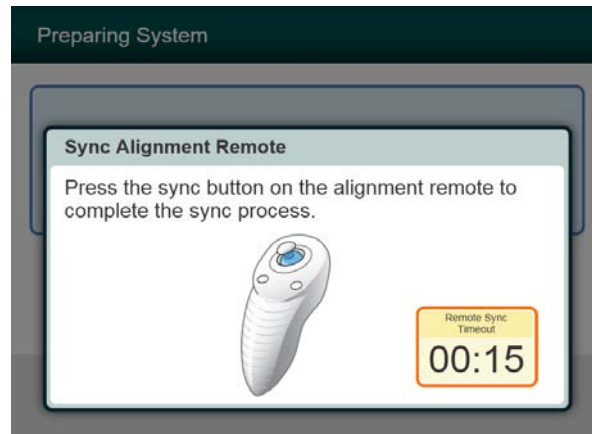 Preparing System
Sync Alignment Remote
Press the sync button on the alignment remote to
complete the sync process.
Remote Sync
Timeout
00:15